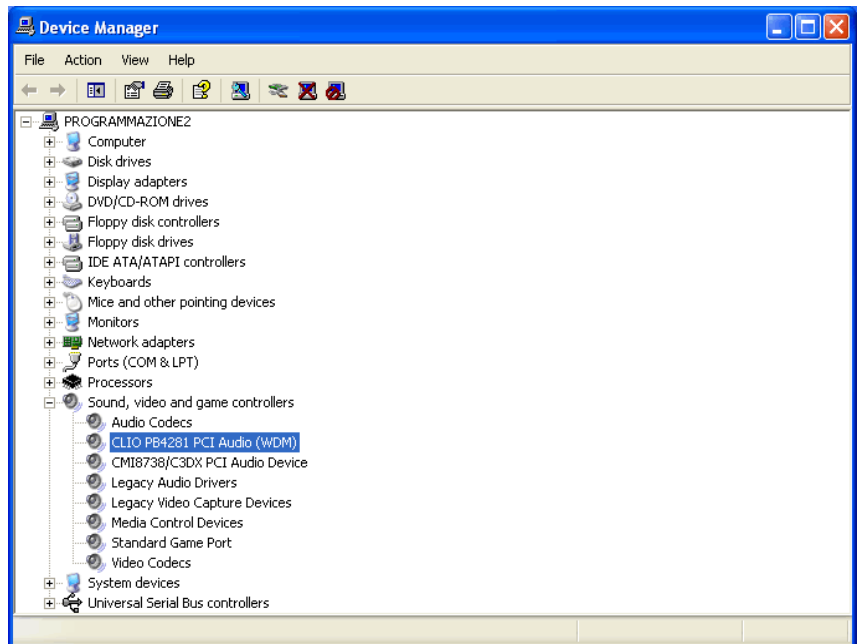 Device Manager
File Action View Help
PROGRAMMAZIONE2
Computer
Disk drives
Display adapters
DVD/CD-ROM drives
Floppy disk controllers
Floppy disk drives
IDE ATA/ATAPI controllers
Keyboards
Mice and other pointing devices
Monitors
Network adapters
Ports (COM & LPT)
Processors
Sound, video and game controllers
Audio Codecs
CLIO PB4281 PCI Audio (WDM)
CMI8738/C3DX PCI Audio Device
Legacy Audio Drivers
Legacy Video Capture Devices
Media Control Devices
Standard Game Port
Video Codecs
System devices
Universal Serial Bus controllers